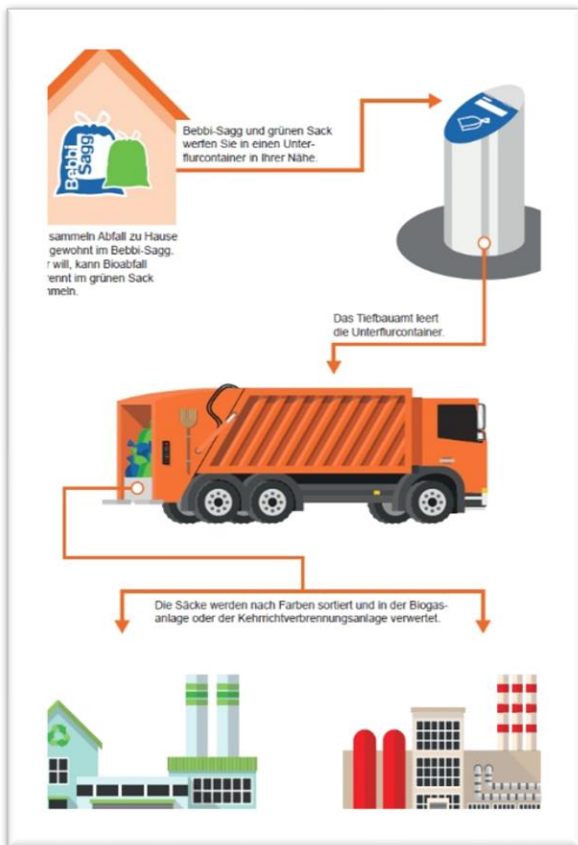 Bebbi
Sagg
Bebbi-Sagg und grünen Sack
werfen Sie in einen Unter-
flurcontainer in Ihrer Nähe.
sammeln Abfall zu Hause
gewohnt im Bebbi-Sagg.
r will, kann Bioabfall
rennt im grünen Sack
mmeln.
Das Tiefbauamt leert
die Unterflurcontainer.
Die Säcke werden nach Farben sortiert und in der Biogas-
anlage oder der Kehrrichtverbrennungsanlage verwertet.